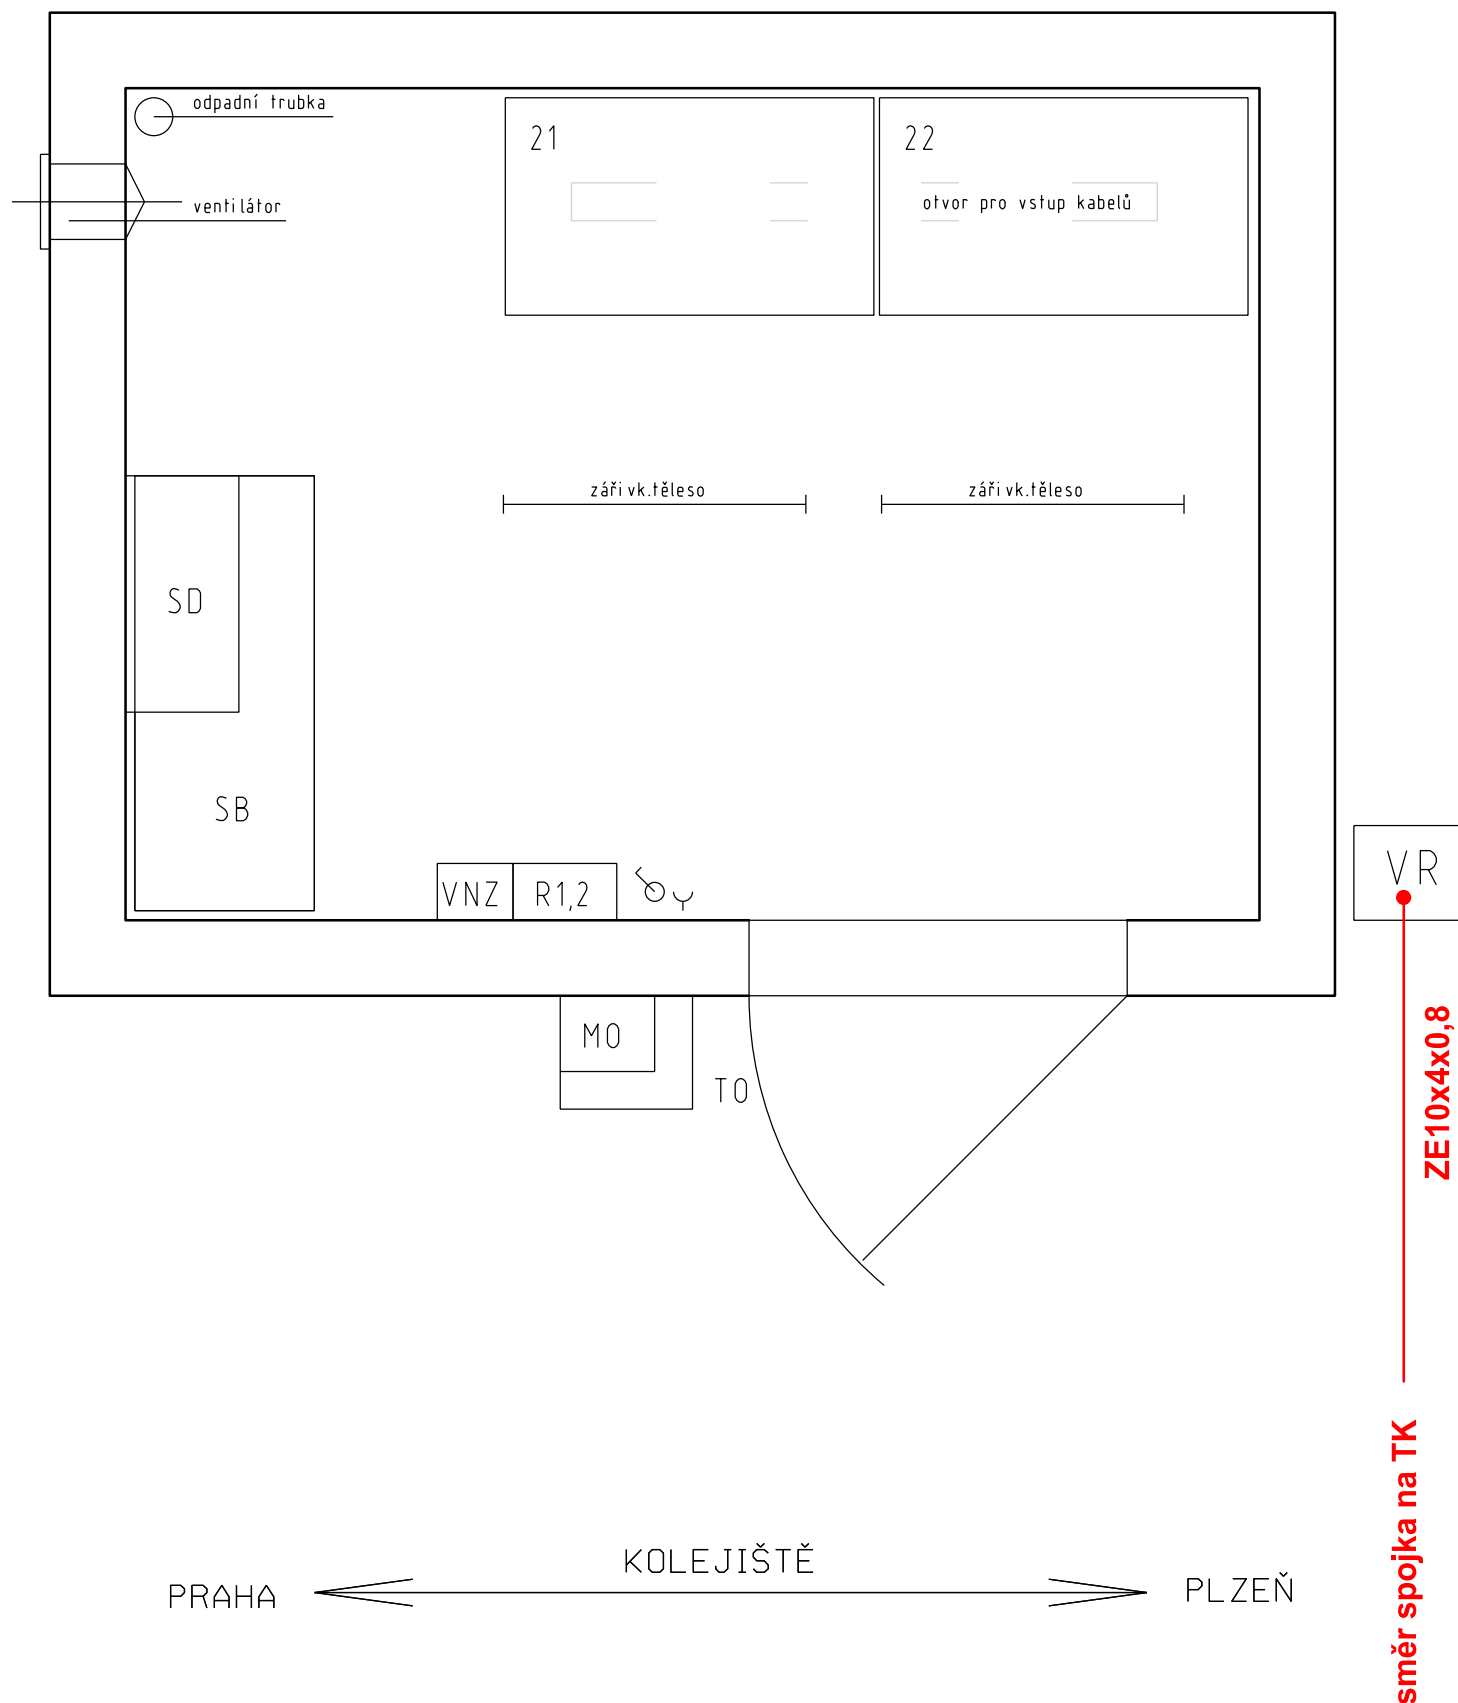 odpadní trubka
21
22
ventilátor
otvor pro vstup kabelů
zářivk.těleso
zářivk.těleso
SD
SB
VNZ
R1,2
VR
MO
TO
ZE10x4x0,8
směr spojka na TK
KOLEJIŠTĚ
PRAHA
PLZEŇ